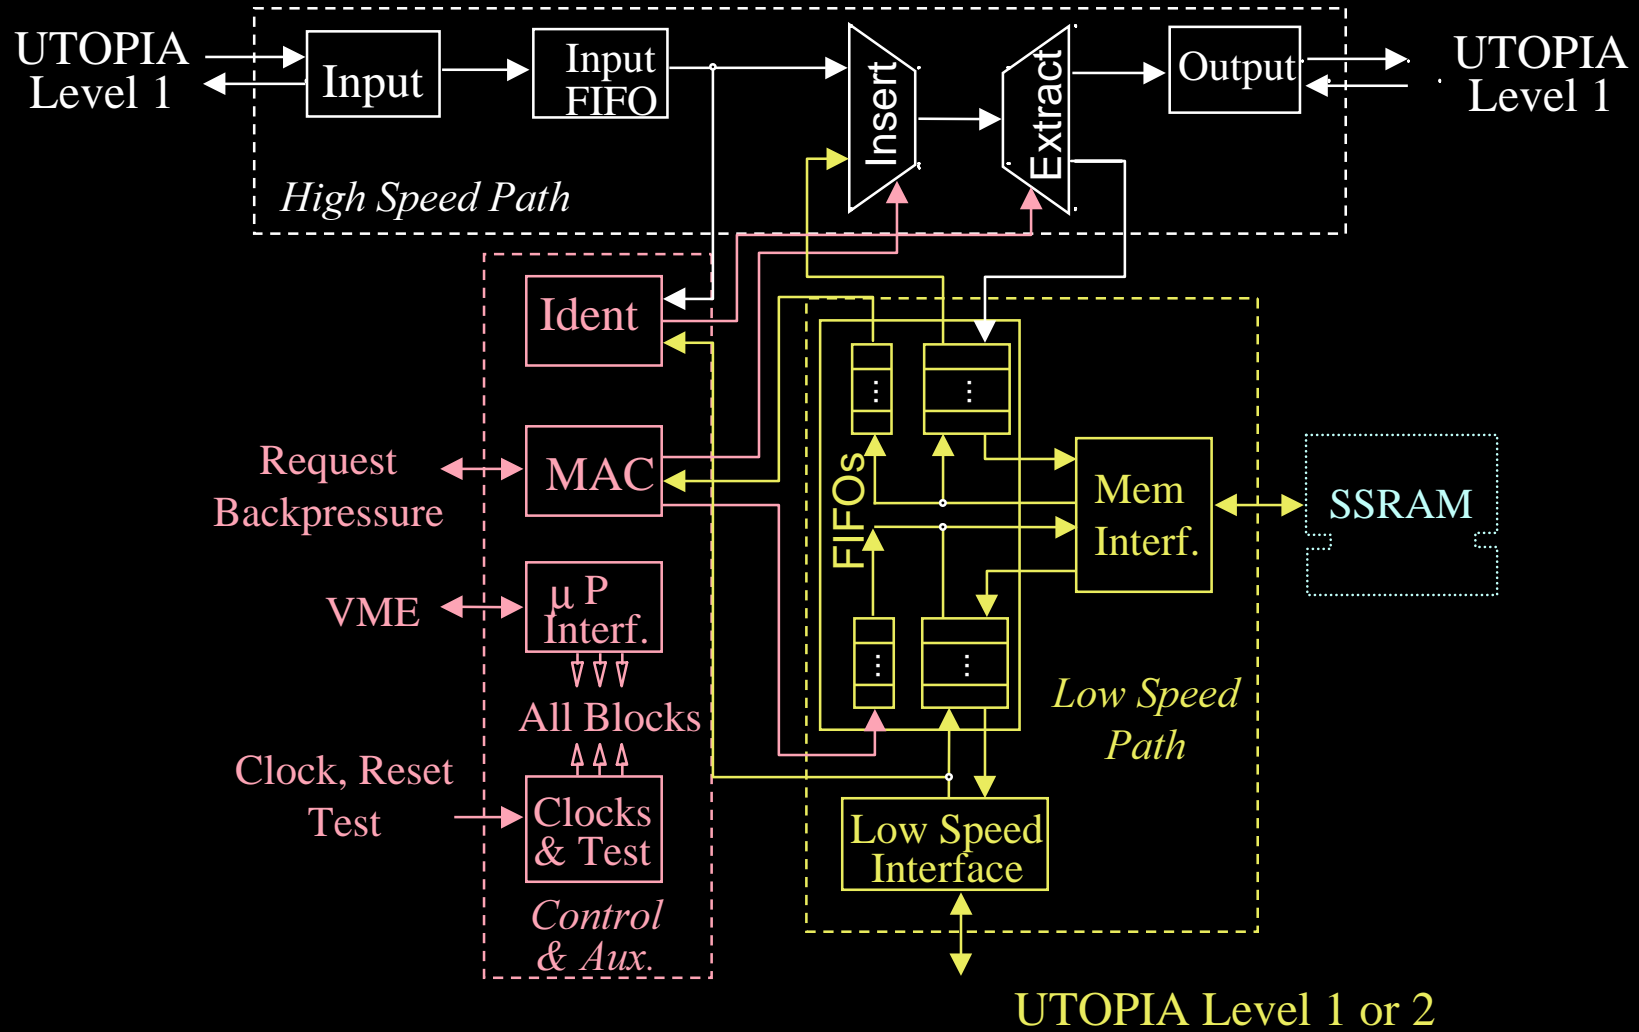 UTOPIA
Level 1
Input
Input
FIFO
Insert
Extract
Output
UTOPIA
Level 1
High Speed Path
Ident
...
...
Request
Backpressure
MAC
FIFOs
Mem
Interf.
SSRAM
VME
μ P
Interf.
...
...
All Blocks
Low Speed
Path
Clock, Reset
Test
Clocks
& Test
Low Speed
Interface
Control
& Aux.
UTOPIA Level 1 or 2